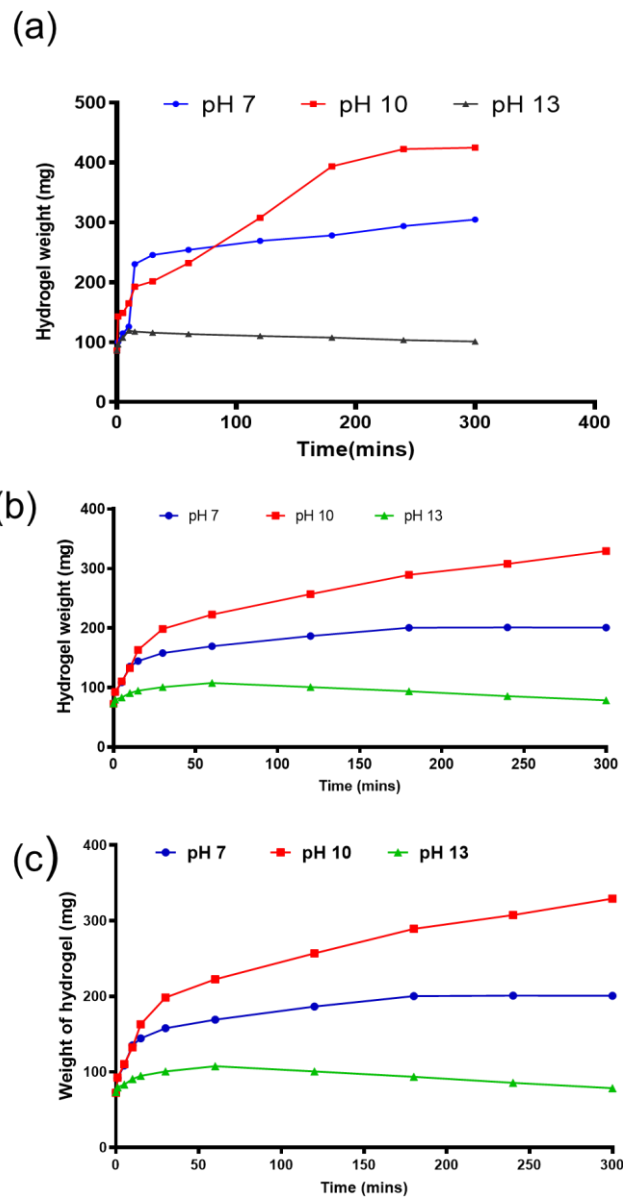 (a)
pH 7 pH 10 pH 13
500
400
300
200
100
0
Hydrogel weight (mg)
0 100 200 300 400
Time(mins)
(b)
pH 7 pH 10 pH 13
400
300
200
100
0
Hydrogel weight (mg)
0 50 100 150 200 250 300
Time (mins)
(c)
pH 7 pH 10 pH 13
400
300
200
100
0
Weight of hydrogel (mg)
0 50 100 150 200 250 300
Time (mins)